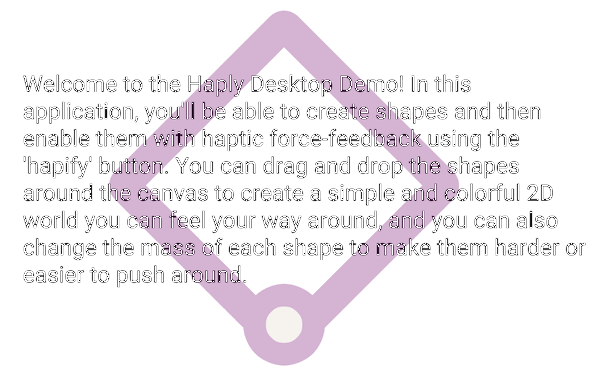 Welcome to the Haply Desktop Demo! In this
application, you'll be able to create shapes and then
enable them with haptic force-feedback using the
'hapify' button. You can drag and drop the shapes
around the canvas to create a simple and colorful 2D
world you can feel your way around, and you can also
change the mass of each shape to make them harder or
easier to push around.